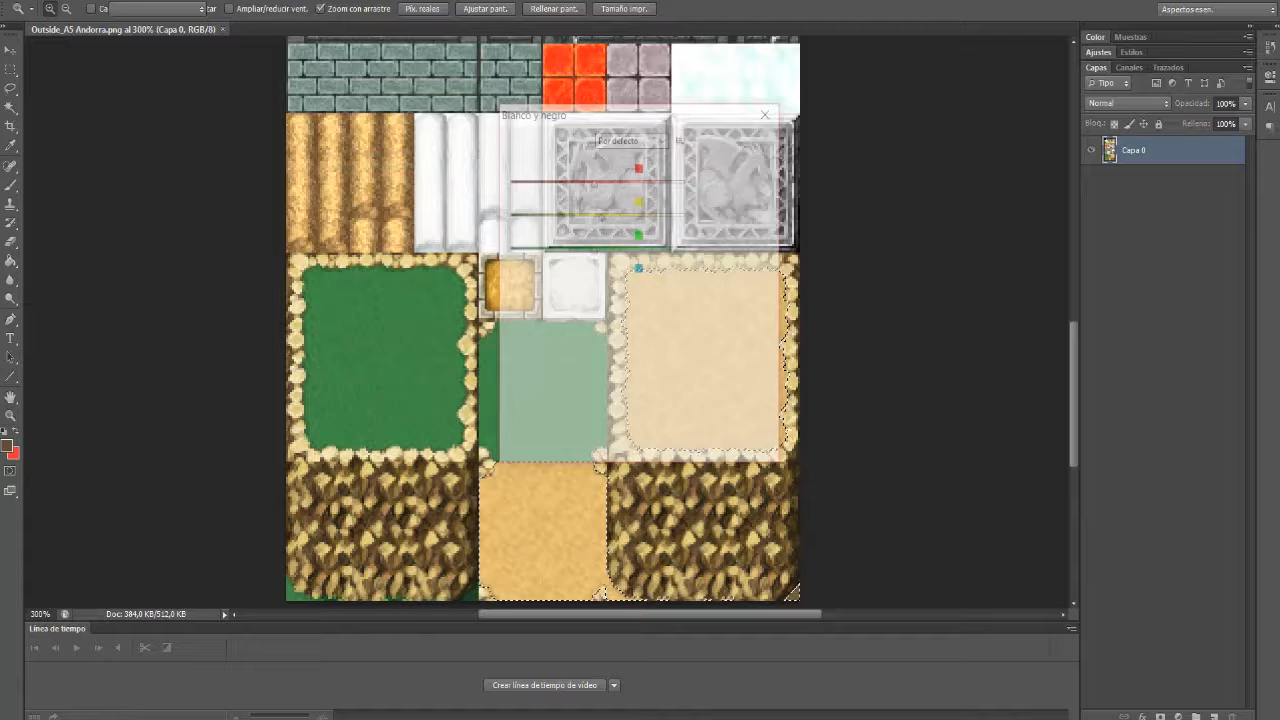 Ca
tar
Ampliar/reducir vent.
Zoom con arrastre
Píx. reales
Ajustar pant.
Rellenar pant.
Tamaño impr.
Aspectos esen.
Outside_A5 Andorra.png al 300% (Capa 0, RGB/8) ×
Color Muestras
Ajustes Estilos
Capas Canales Trazados
Tipo
Normal
Opacidad: 100%
Bloq.:
Relleno: 100%
Capa 0
Blanco y negro
Por defecto
300%
Doc: 384,0 KB/512,0 KB
Línea de tiempo
Crear línea de tiempo de vídeo